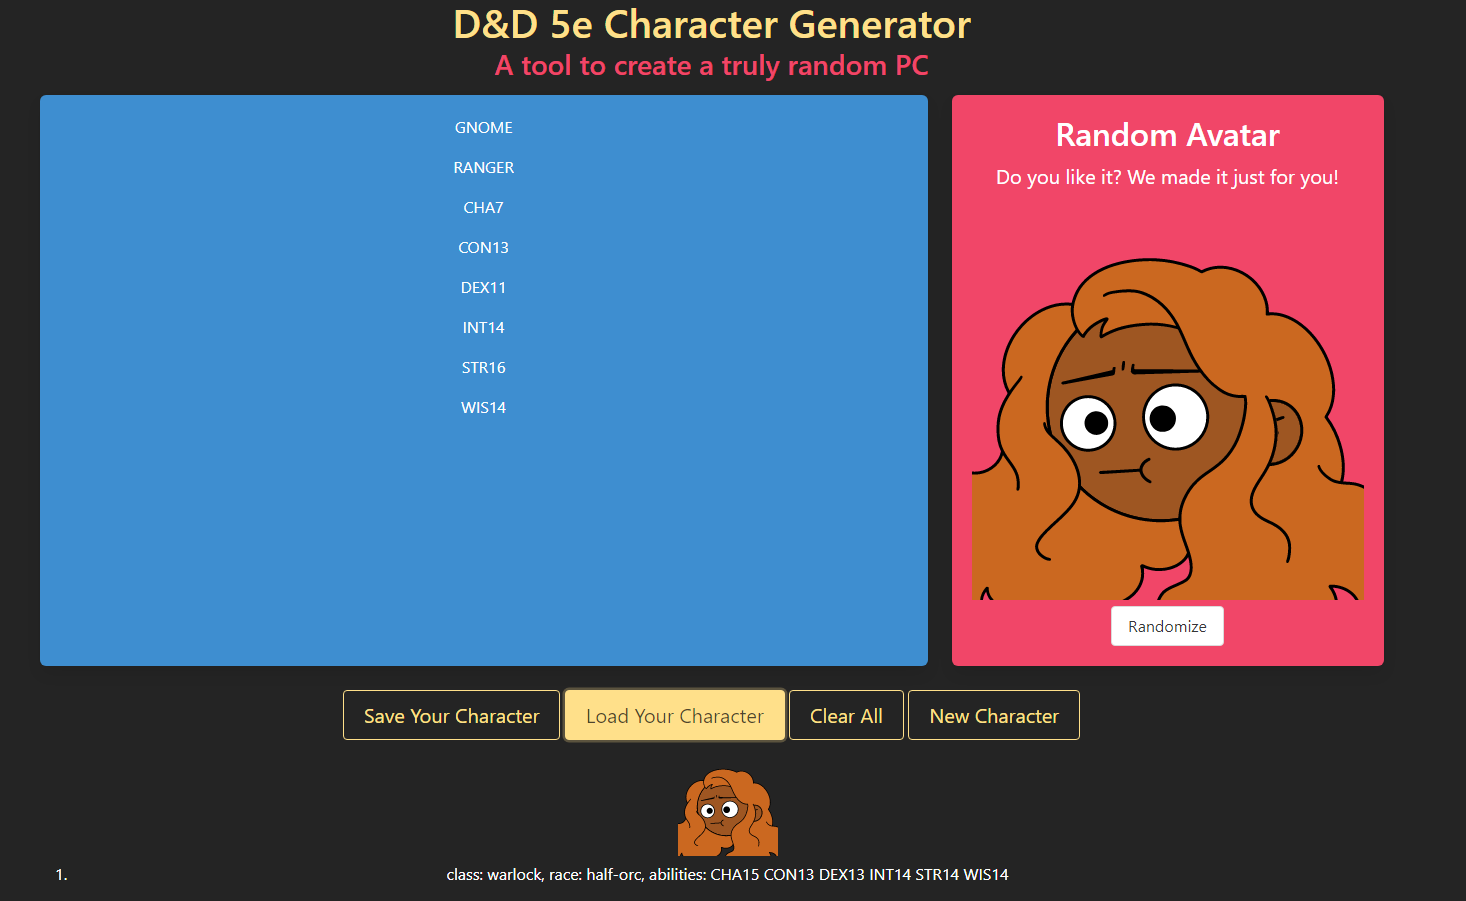 D&D 5e Character Generator
A tool to create a truly random PC
GNOME
RANGER
CHA7
CON13
DEX11
INT14
STR16
WIS14
Random Avatar
Do you like it? We made it just for you!
Randomize
Save Your Character
Load Your Character
Clear All
New Character
1. class: warlock, race: half-orc, abilities: CHA15 CON13 DEX13 INT14 STR14 WIS14